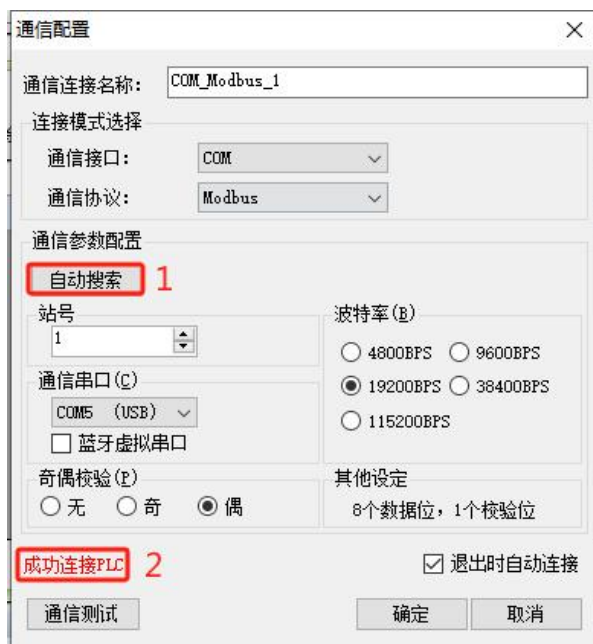 通信配置
通信连接名称: COM_Modbus_1
连接模式选择
通信接口: COM
通信协议: Modbus
通信参数配置
自动搜索 1
站号
1
通信串口(C)
COM5 (USB)
蓝牙虚拟串口
奇偶校验(P)
无 奇 偶
波特率(B)
4800BPS 9600BPS
19200BPS 38400BPS
115200BPS
其他设定
8个数据位，1个校验位
成功连接PLC 2
退出时自动连接
通信测试 确定 取消